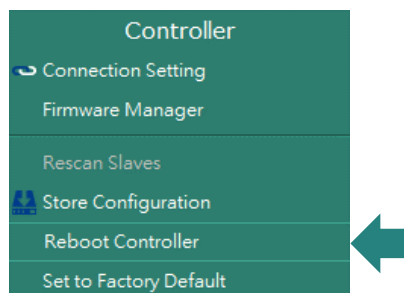 Controller
Connection Setting
Firmware Manager
Rescan Slaves
Store Configuration
Reboot Controller
Set to Factory Default